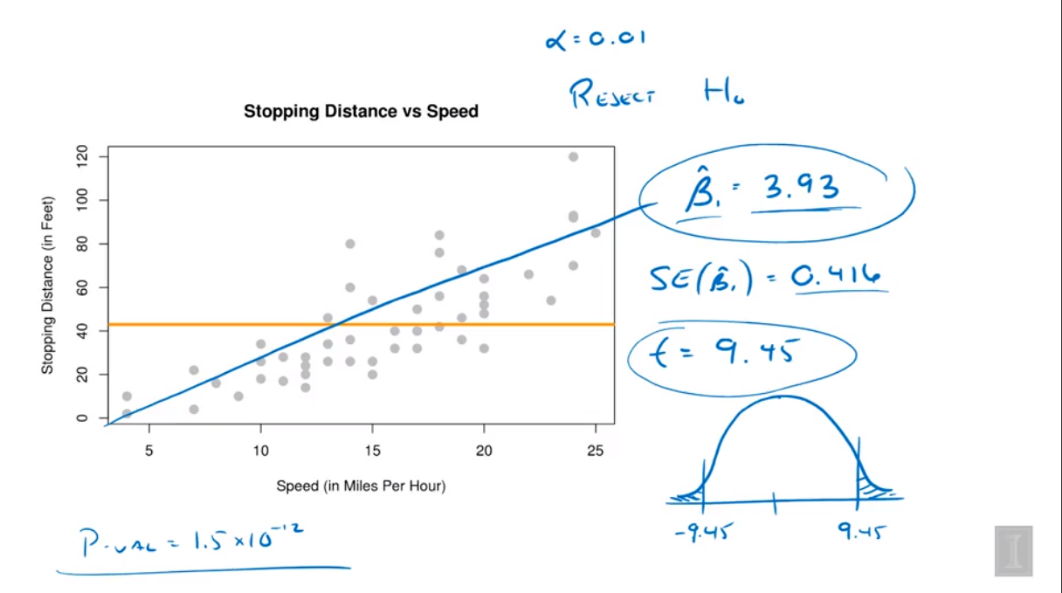 α = 0.01
REJECT H₀
Stopping Distance vs Speed
Stopping Distance (in Feet)
120
100
80
60
40
20
0
5 10 15 20 25
Speed (in Miles Per Hour)
β̂₁ = 3.93
SE(β̂₁) = 0.416
t = 9.45
-9.45 9.45
P-VAL = 1.5 × 10⁻¹²
I